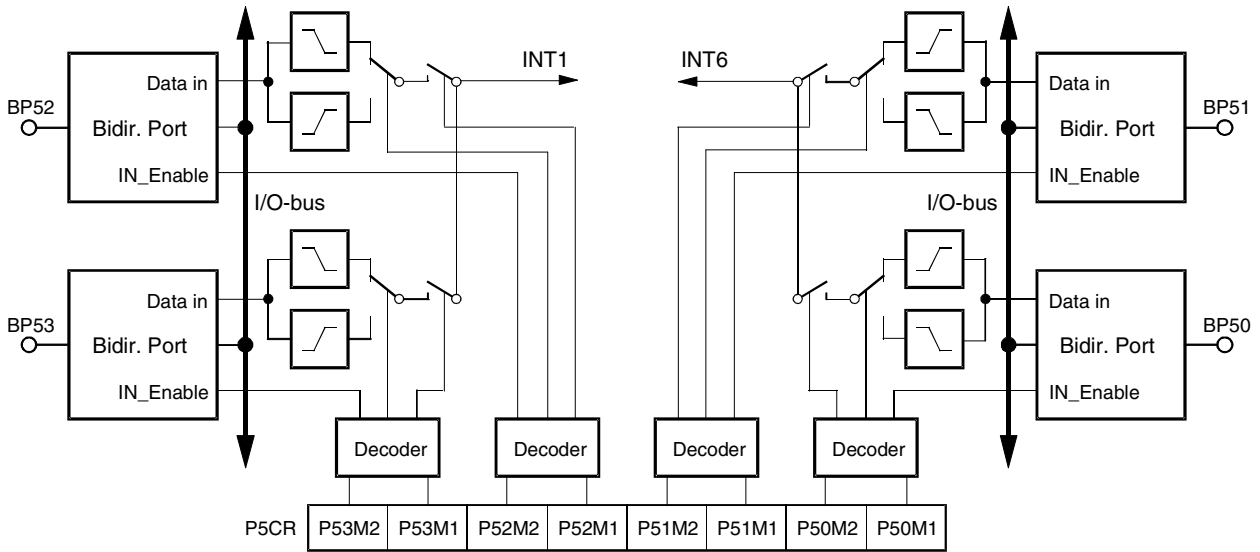 INT1
INT6
Data in
BP52
Bidir. Port
IN_Enable
Data in
BP51
Bidir. Port
IN_Enable
I/O-bus
I/O-bus
Data in
BP53
Bidir. Port
IN_Enable
Data in
BP50
Bidir. Port
IN_Enable
Decoder
Decoder
Decoder
Decoder
P5CR P53M2 P53M1 P52M2 P52M1 P51M2 P51M1 P50M2 P50M1